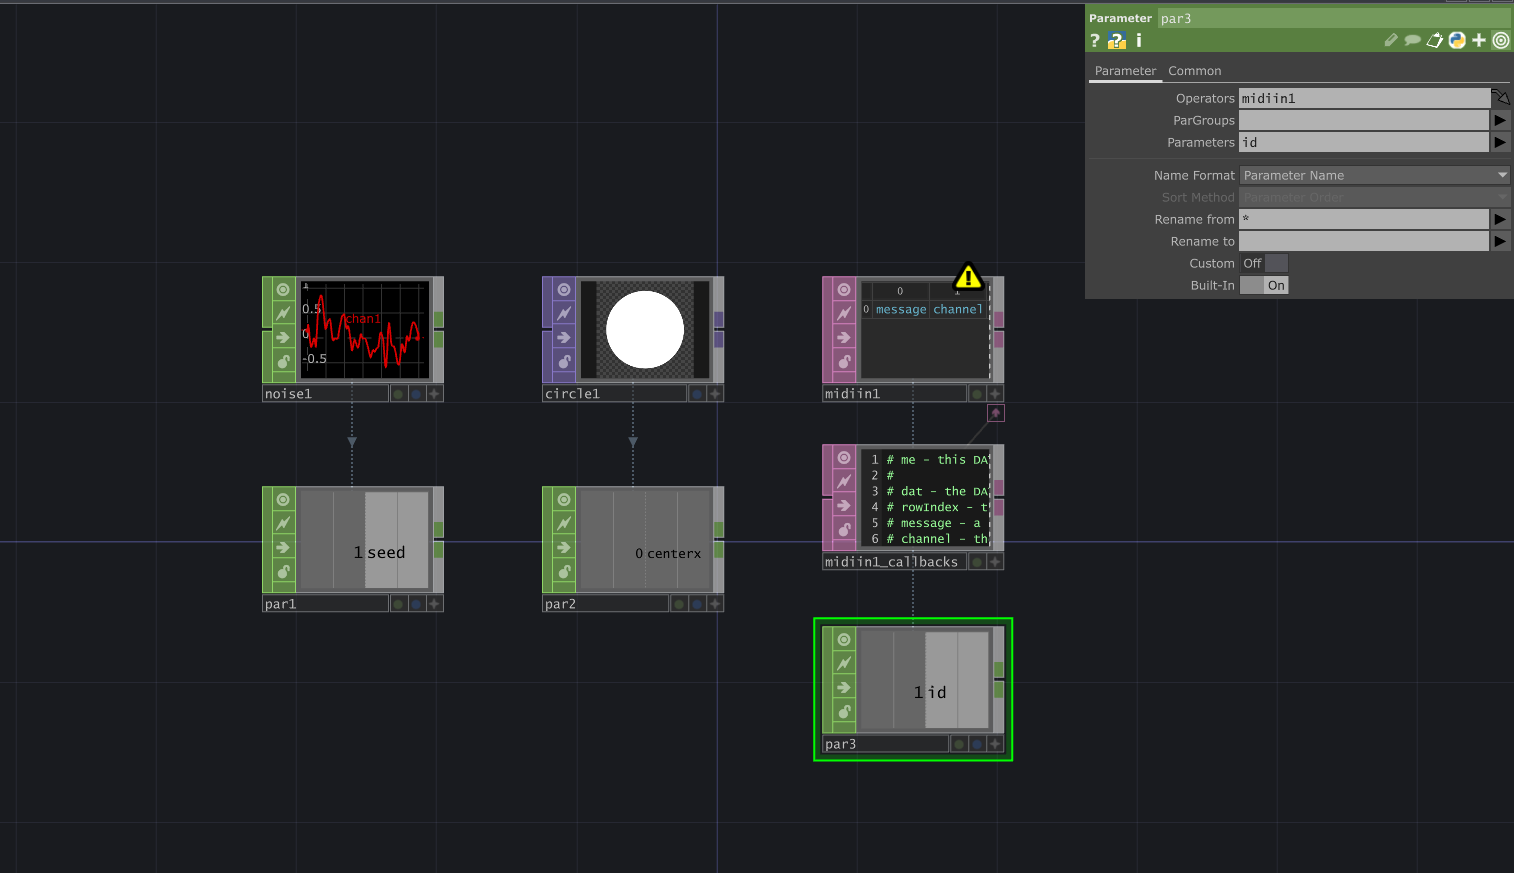 Parameter par3
? ? i
Parameter Common
Operators midiin1
ParGroups
Parameters id
Name Format Parameter Name
Sort Method Parameter Order
Rename from *
Rename to
Custom Off
Built-In On
0.5
0
-0.5
chan1
noise1
circle1
0
0 message channel
midiin1
1 seed
par1
0 centerx
par2
1 # me - this DA
2 #
3 # dat - the DA
4 # rowIndex - t
5 # message - a
6 # channel - th
midiin1_callbacks
1 id
par3